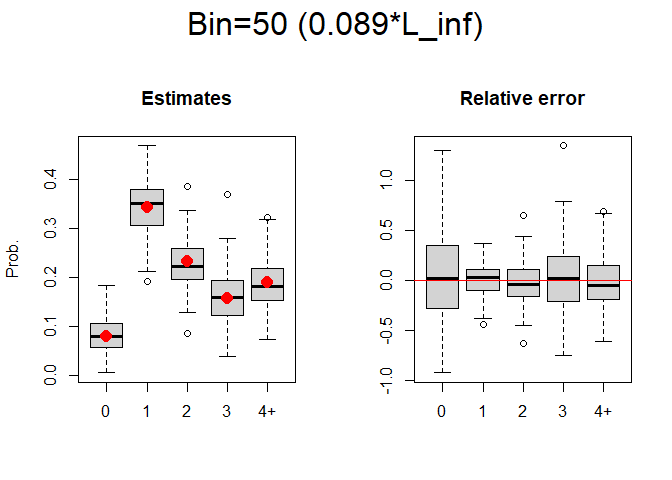 Bin=50 (0.089*L_inf)
Estimates
Prob.
0.4
0.3
0.2
0.1
0.0
0 1 2 3 4+
Relative error
1.0
0.5
0.0
-0.5
-1.0
0 1 2 3 4+